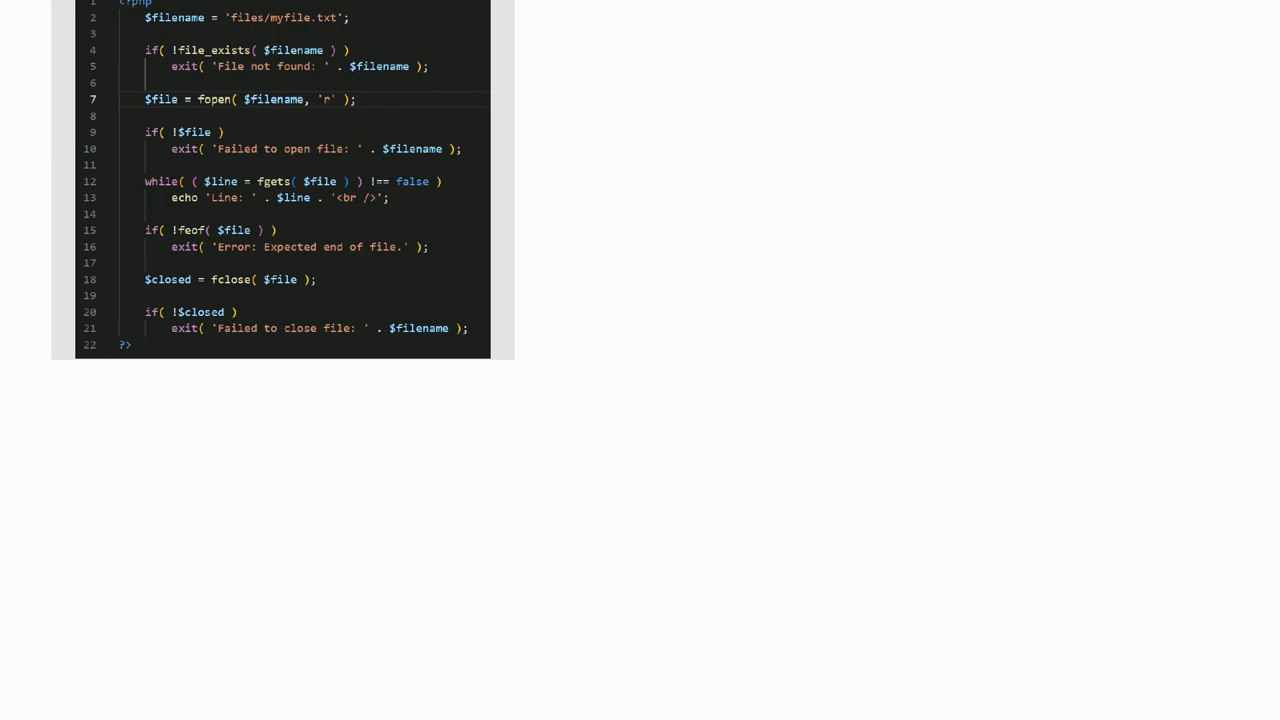 1 <?php
2 $filename = 'files/myfile.txt';
3
4 if( !file_exists( $filename ) )
5 exit( 'File not found: ' . $filename );
6
7 $file = fopen( $filename, 'r' );
8
9 if( !$file )
10 exit( 'Failed to open file: ' . $filename );
11
12 while( ( $line = fgets( $file ) ) !== false )
13 echo 'Line: ' . $line . '<br />';
14
15 if( !feof( $file ) )
16 exit( 'Error: Expected end of file.' );
17
18 $closed = fclose( $file );
19
20 if( !$closed )
21 exit( 'Failed to close file: ' . $filename );
22 ?>